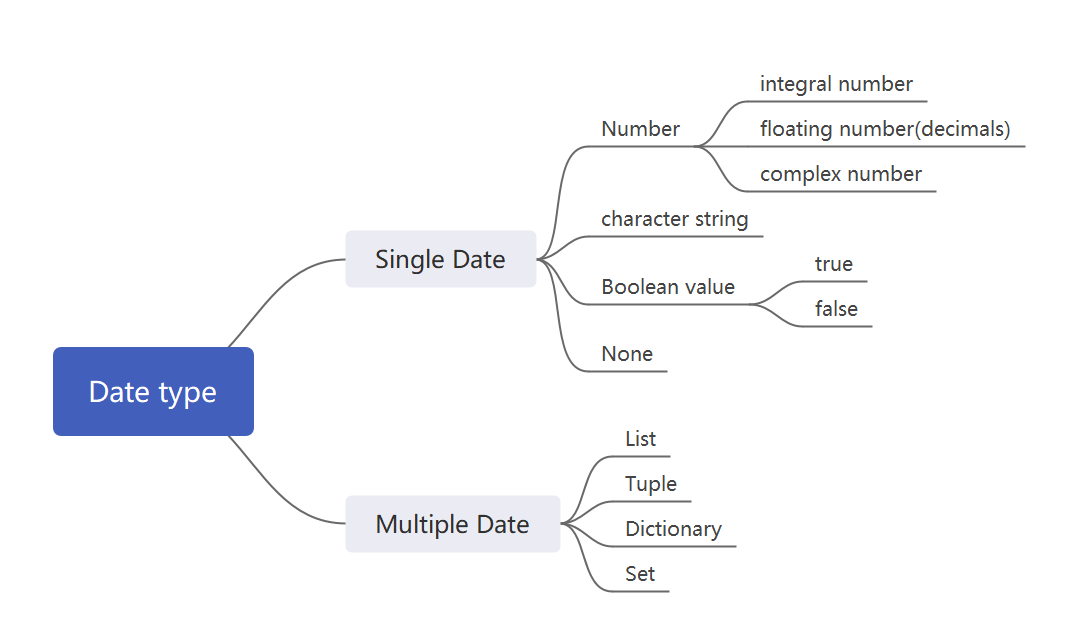 Date type
Single Date
Number
integral number
floating number(decimals)
complex number
character string
Boolean value
true
false
None
Multiple Date
List
Tuple
Dictionary
Set